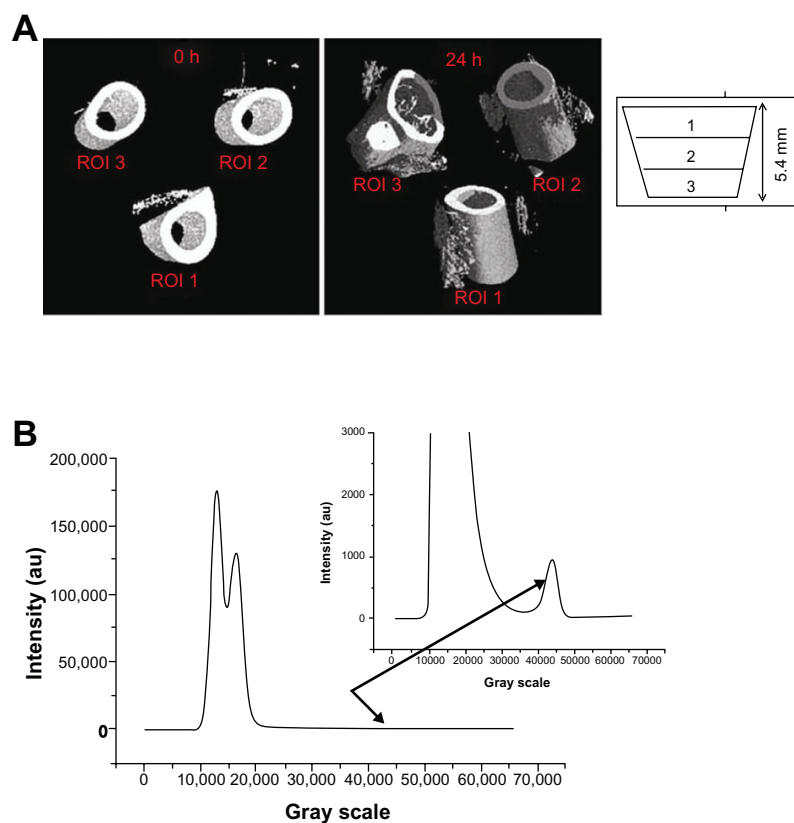 A
0 h
24 h
ROI 3
ROI 2
ROI 1
ROI 3
ROI 2
ROI 1
1
2
3
5.4 mm
B
200,000
150,000
100,000
50,000
0
Intensity (au)
0 10,000 20,000 30,000 40,000 50,000 60,000 70,000
Gray scale
3000
2000
1000
0
Intensity (au)
0 10000 20000 30000 40000 50000 60000 70000
Gray scale